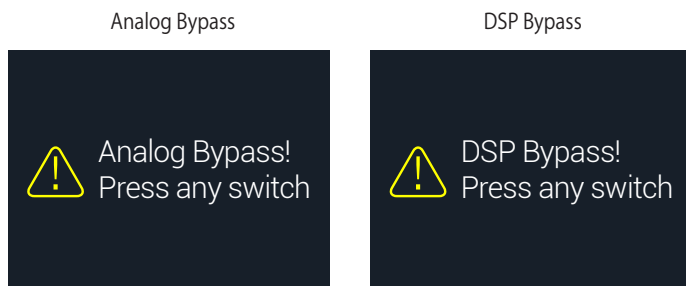 Analog Bypass
DSP Bypass
Analog Bypass!
Press any switch
DSP Bypass!
Press any switch